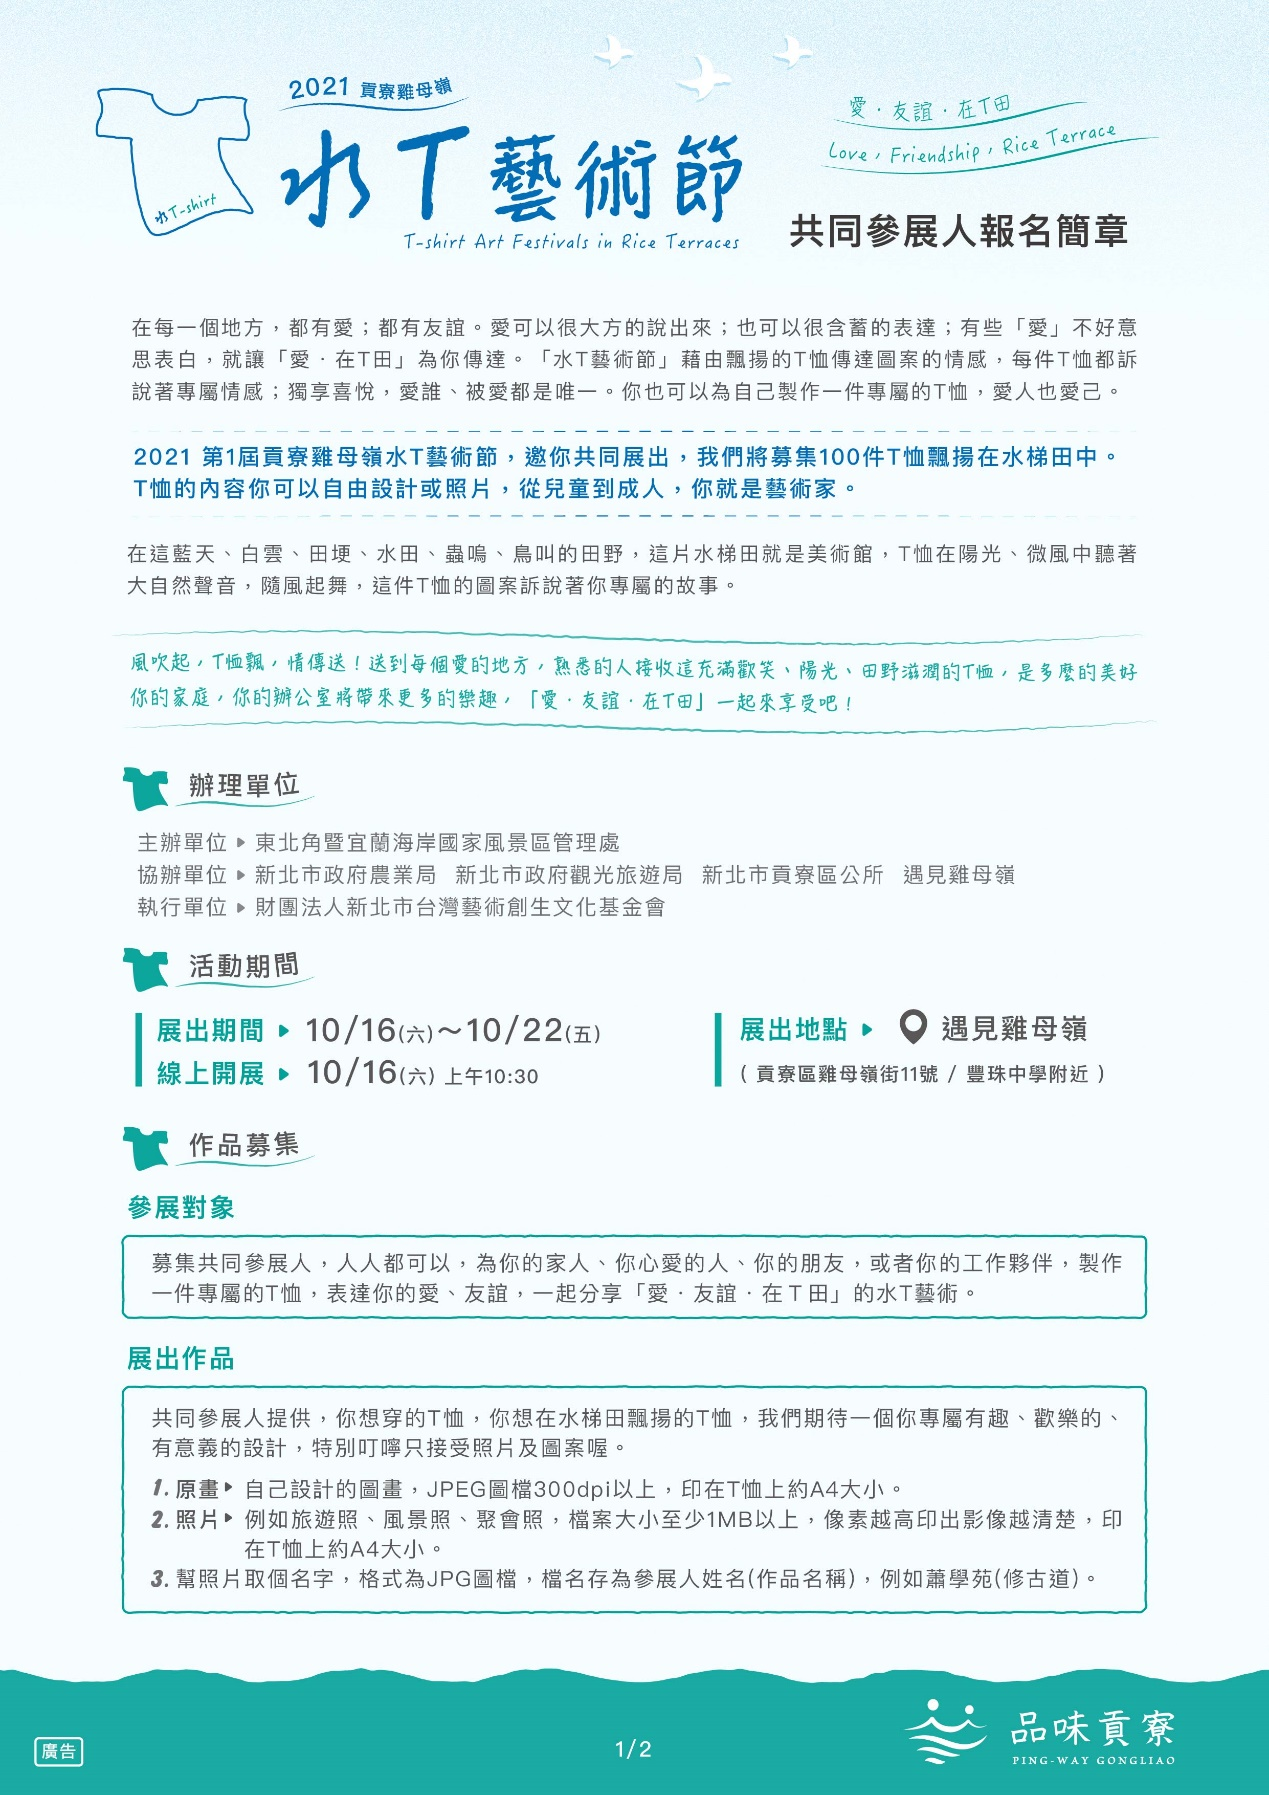 2021 貢寮雞母嶺
水T藝術節
T-shirt Art Festivals in Rice Terraces
水T-shirt
愛．友誼．在T田
Love, Friendship, Rice Terrace
共同參展人報名簡章
在每一個地方，都有愛；都有友誼。愛可以很大方的說出來；也可以很含蓄的表達；有些「愛」不好意
思表白，就讓「愛．在T田」為你傳達。「水T藝術節」藉由飄揚的T恤傳達圖案的情感，每件T恤都訴
說著專屬情感；獨享喜悅，愛誰、被愛都是唯一。你也可以為自己製作一件專屬的T恤，愛人也愛己。
2021 第1屆貢寮雞母嶺水T藝術節，邀你共同展出，我們將募集100件T恤飄揚在水梯田中。
T恤的內容你可以自由設計或照片，從兒童到成人，你就是藝術家。
在這藍天、白雲、田埂、水田、蟲鳴、鳥叫的田野，這片水梯田就是美術館，T恤在陽光、微風中聽著
大自然聲音，隨風起舞，這件T恤的圖案訴說著你專屬的故事。
風吹起，T恤飄，情傳送！送到每個愛的地方，熟悉的人接收這充滿歡笑、陽光、田野滋潤的T恤，是多麼的美好
你的家庭，你的辦公室將帶來更多的樂趣，「愛．友誼．在T田」一起來享受吧！
辦理單位
主辦單位▶東北角暨宜蘭海岸國家風景區管理處
協辦單位▶新北市政府農業局 新北市政府觀光旅遊局 新北市貢寮區公所 遇見雞母嶺
執行單位▶財團法人新北市台灣藝術創生文化基金會
活動期間
展出期間▶ 10/16(六)～10/22(五)
線上開展▶ 10/16(六) 上午10:30
展出地點▶ 遇見雞母嶺
( 貢寮區雞母嶺街11號 / 豐珠中學附近 )
作品募集
參展對象
募集共同參展人，人人都可以，為你的家人、你心愛的人、你的朋友，或者你的工作夥伴，製作
一件專屬的T恤，表達你的愛、友誼，一起分享「愛．友誼．在T田」的水T藝術。
展出作品
共同參展人提供，你想穿的T恤，你想在水梯田飄揚的T恤，我們期待一個你專屬有趣、歡樂的、
有意義的設計，特別叮嚀只接受照片及圖案喔。
1. 原畫▶ 自己設計的圖畫，JPEG圖檔300dpi以上，印在T恤上約A4大小。
2. 照片▶ 例如旅遊照、風景照、聚會照，檔案大小至少1MB以上，像素越高印出影像越清楚，印
在T恤上約A4大小。
3. 幫照片取個名字，格式為JPG圖檔，檔名存為參展人姓名(作品名稱)，例如蕭學苑(修古道)。
廣告
1/2
品味貢寮
PING-WAY GONGLIAO